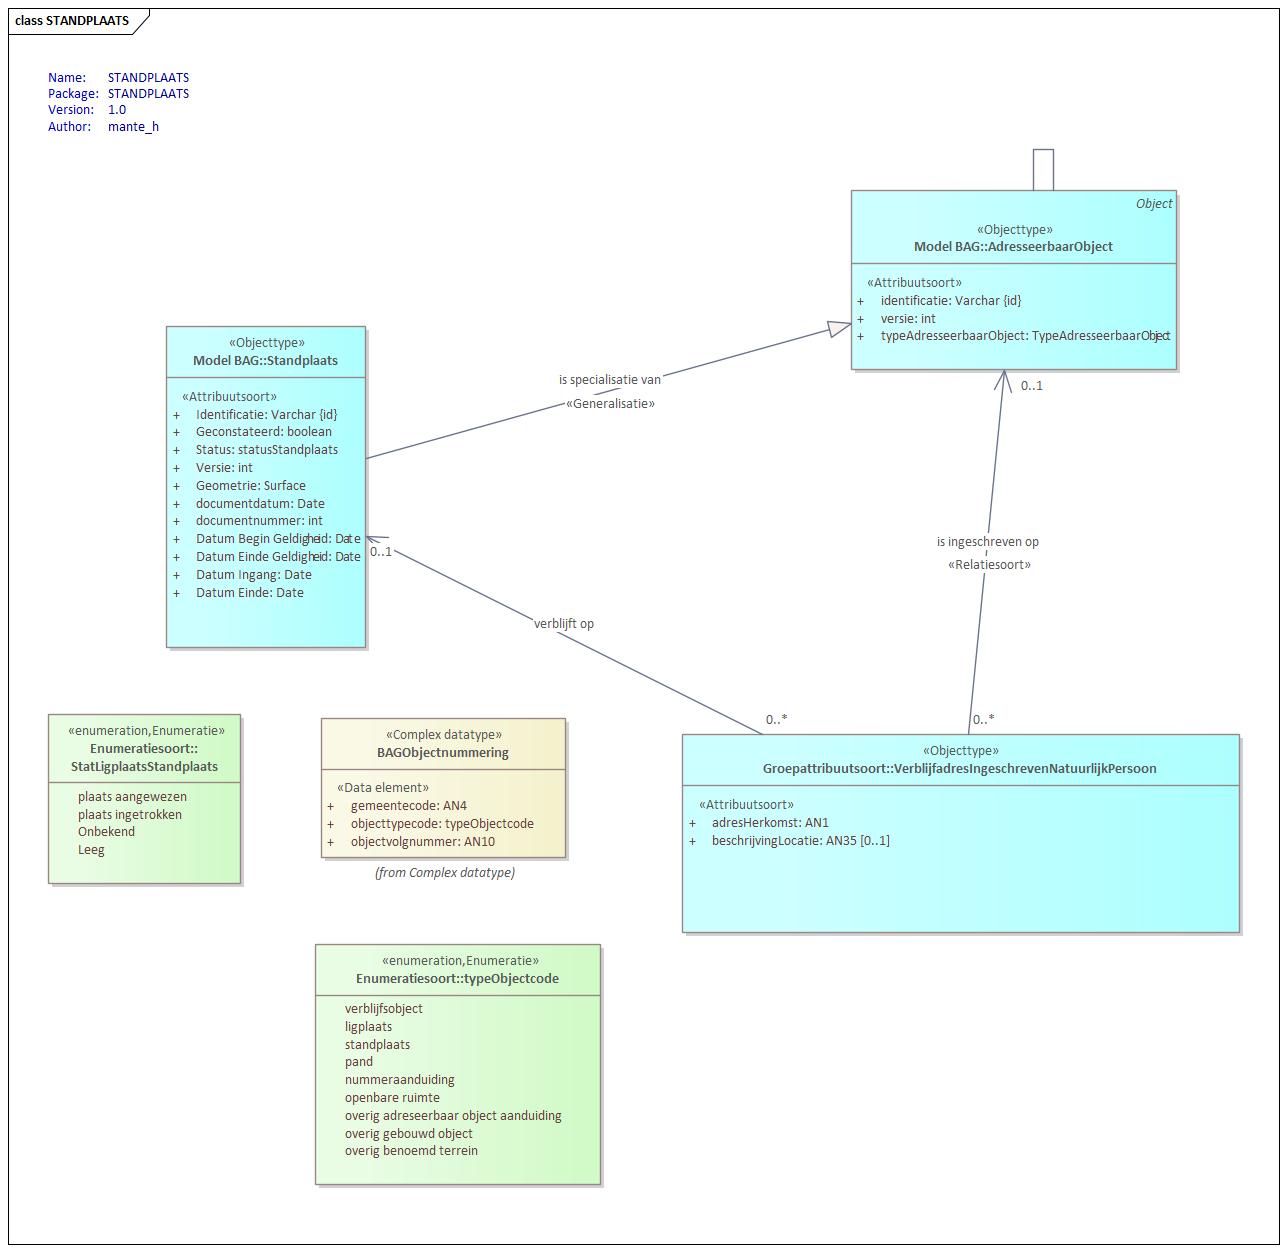 class STANDPLAATS
Name: STANDPLAATS
Package: STANDPLAATS
Version: 1.0
Author: mante_h
Object
«Objecttype»
Model BAG::AdresseerbaarObject
«Attribuutsoort»
+ identificatie: Varchar {id}
+ versie: int
+ typeAdresseerbaarObject: TypeAdresseerbaarObject
0..1
«Objecttype»
Model BAG::Standplaats
«Attribuutsoort»
+ Identificatie: Varchar {id}
+ Geconstateerd: boolean
+ Status: statusStandplaats
+ Versie: int
+ Geometrie: Surface
+ documentdatum: Date
+ documentnummer: int
+ Datum Begin Geldigheid: Date
+ Datum Einde Geldigheid: Date
+ Datum Ingang: Date
+ Datum Einde: Date
is specialisatie van
«Generalisatie»
0..1
is ingeschreven op
«Relatiesoort»
verblijft op
0..*
0..*
«enumeration,Enumeratie»
Enumeratiesoort::
StatLigplaatsStandplaats
plaats aangewezen
plaats ingetrokken
Onbekend
Leeg
«Complex datatype»
BAGObjectnummering
«Data element»
+ gemeentecode: AN4
+ objecttypecode: typeObjectcode
+ objectvolgnummer: AN10
(from Complex datatype)
«Objecttype»
Groepattribuutsoort::VerblijfadresIngeschrevenNatuurlijkPersoon
«Attribuutsoort»
+ adresHerkomst: AN1
+ beschrijvingLocatie: AN35 [0..1]
«enumeration,Enumeratie»
Enumeratiesoort::typeObjectcode
verblijfsobject
ligplaats
standplaats
pand
nummeraanduiding
openbare ruimte
overig adreseerbaar object aanduiding
overig gebouwd object
overig benoemd terrein